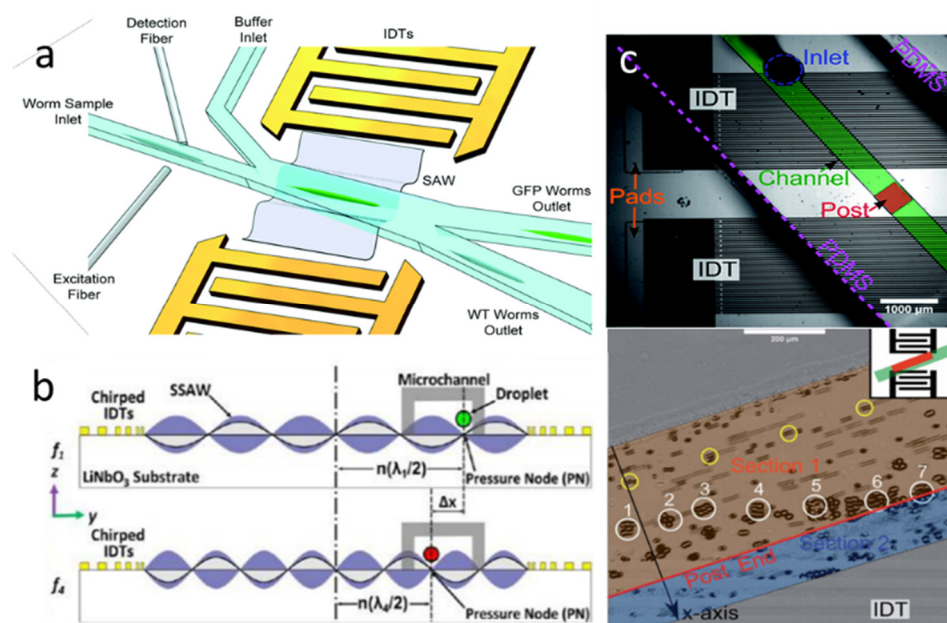 a
Detection
Fiber
Buffer
Inlet
IDTs
Worm Sample
Inlet
SAW
GFP Worms
Outlet
Excitation
Fiber
WT Worms
Outlet
b
Chirped
IDTs
SSAW
Microchannel
Droplet
f₁
z
LiNbO₃ Substrate
n(λ₁/2)
Pressure Node (PN)
Δx
y
Chirped
IDTs
f₄
n(λ₄/2)
Pressure Node (PN)
c
Inlet
PDMS
IDT
Channel
Pads
Post
IDT
PDMS
1000 µm
200 µm
Section 1
1
2
3
4
5
6
7
Section 2
Post End
x-axis
IDT